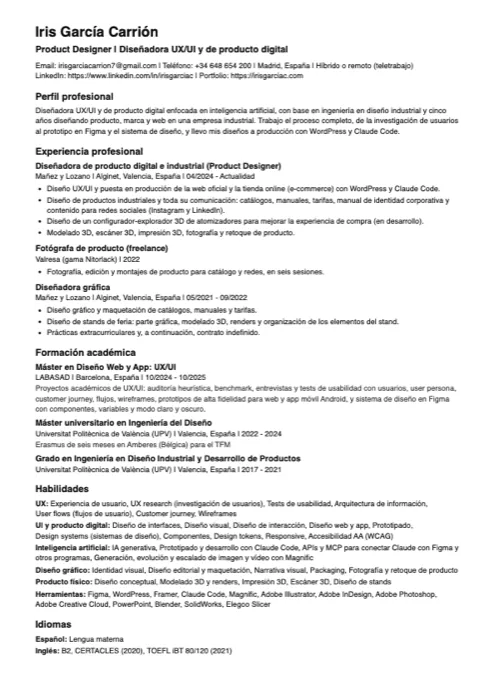 Iris García Carrión
Product Designer | Diseñadora UX/UI y de producto digital
Email: irisgarciacarrion7@gmail.com | Teléfono: +34 648 654 200 | Madrid, España | Híbrido o remoto (teletrabajo)
LinkedIn: https://www.linkedin.com/in/irisgarciac | Portfolio: https://irisgarciac.com
Perfil profesional
Diseñadora UX/UI y de producto digital enfocada en inteligencia artificial, con base en ingeniería en diseño industrial y cinco
años diseñando producto, marca y web en una empresa industrial. Trabajo el proceso completo, de la investigación de usuarios
al prototipo en Figma y el sistema de diseño, y llevo mis diseños a producción con WordPress y Claude Code.
Experiencia profesional
Diseñadora de producto digital e industrial (Product Designer)
Mañez y Lozano | Alginet, Valencia, España | 04/2024 - Actualidad
• Diseño UX/UI y puesta en producción de la web oficial y la tienda online (e-commerce) con WordPress y Claude Code.
• Diseño de productos industriales y toda su comunicación: catálogos, manuales, tarifas, manual de identidad corporativa y
contenido para redes sociales (Instagram y LinkedIn).
• Diseño de un configurador-explorador 3D de atomizadores para mejorar la experiencia de compra (en desarrollo).
• Modelado 3D, escáner 3D, impresión 3D, fotografía y retoque de producto.
Fotógrafa de producto (freelance)
Valresa (gama Nitorlack) | 2022
• Fotografía, edición y montajes de producto para catálogo y redes, en seis sesiones.
Diseñadora gráfica
Mañez y Lozano | Alginet, Valencia, España | 05/2021 - 09/2022
• Diseño gráfico y maquetación de catálogos, manuales y tarifas.
• Diseño de stands de feria: parte gráfica, modelado 3D, renders y organización de los elementos del stand.
• Prácticas extracurriculares y, a continuación, contrato indefinido.
Formación académica
Máster en Diseño Web y App: UX/UI
LABASAD | Barcelona, España | 10/2024 - 10/2025
Proyectos académicos de UX/UI: auditoría heurística, benchmark, entrevistas y tests de usabilidad con usuarios, user persona,
customer journey, flujos, wireframes, prototipos de alta fidelidad para web y app móvil Android, y sistema de diseño en Figma
con componentes, variables y modo claro y oscuro.
Máster universitario en Ingeniería del Diseño
Universitat Politècnica de València (UPV) | Valencia, España | 2022 - 2024
Erasmus de seis meses en Amberes (Bélgica) para el TFM
Grado en Ingeniería en Diseño Industrial y Desarrollo de Productos
Universitat Politècnica de València (UPV) | Valencia, España | 2017 - 2021
Habilidades
UX: Experiencia de usuario, UX research (investigación de usuarios), Tests de usabilidad, Arquitectura de información,
User flows (flujos de usuario), Customer journey, Wireframes
UI y producto digital: Diseño de interfaces, Diseño visual, Diseño de interacción, Diseño web y app, Prototipado,
Design systems (sistemas de diseño), Componentes, Design tokens, Responsive, Accesibilidad AA (WCAG)
Inteligencia artificial: IA generativa, Prototipado y desarrollo con Claude Code, APIs y MCP para conectar Claude con Figma y
otros programas, Generación, evolución y escalado de imagen y vídeo con Magnific
Diseño gráfico: Identidad visual, Diseño editorial y maquetación, Narrativa visual, Packaging, Fotografía y retoque de producto
Producto físico: Diseño conceptual, Modelado 3D y renders, Impresión 3D, Escáner 3D, Diseño de stands
Herramientas: Figma, WordPress, Framer, Claude Code, Magnific, Adobe Illustrator, Adobe InDesign, Adobe Photoshop,
Adobe Creative Cloud, PowerPoint, Blender, SolidWorks, Elegoo Slicer
Idiomas
Español: Lengua materna
Inglés: B2, CERTACLES (2020), TOEFL iBT 80/120 (2021)